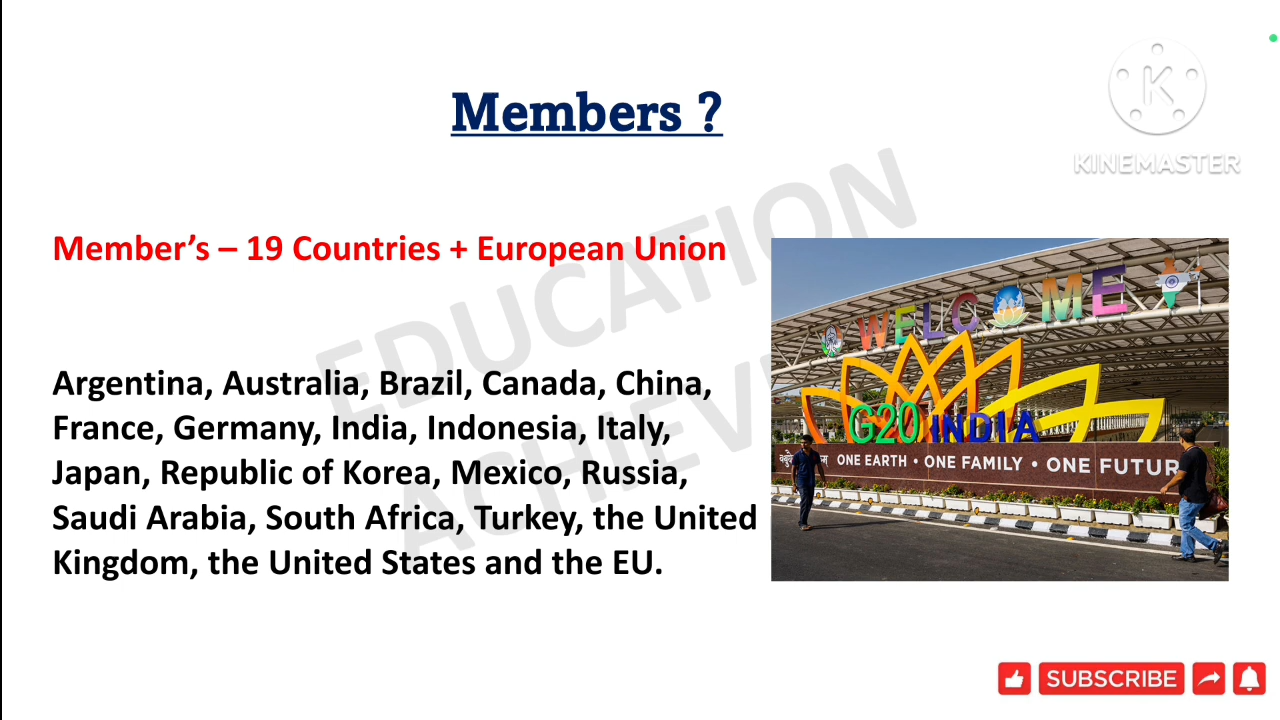 Members ?
KINEMASTER
Member’s – 19 Countries + European Union
EDUCATION
Argentina, Australia, Brazil, Canada, China,
France, Germany, India, Indonesia, Italy,
Japan, Republic of Korea, Mexico, Russia,
Saudi Arabia, South Africa, Turkey, the United
Kingdom, the United States and the EU.
WELCOME
G20 INDIA
ONE EARTH • ONE FAMILY • ONE FUTUR
SUBSCRIBE